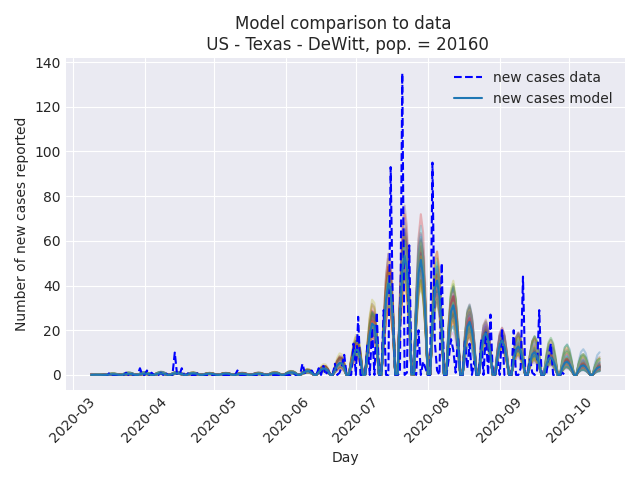 Model comparison to data
US - Texas - DeWitt, pop. = 20160
new cases data
new cases model
Number of new cases reported
140
120
100
80
60
40
20
0
2020-03
2020-04
2020-05
2020-06
2020-07
2020-08
2020-09
2020-10
Day